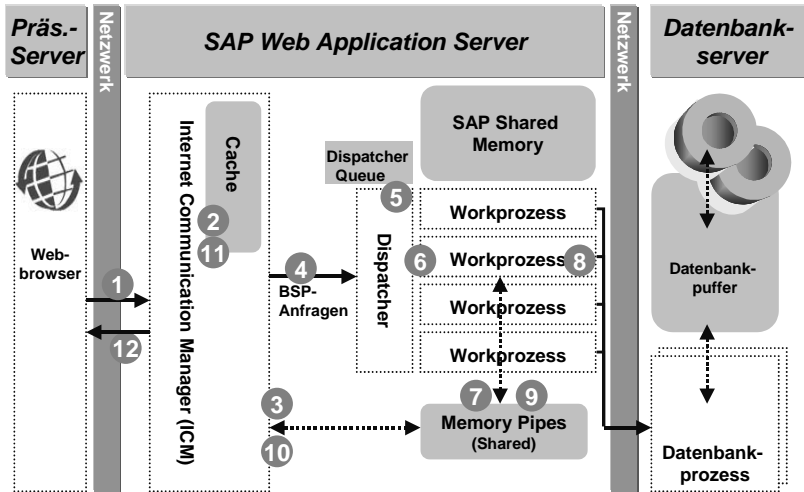 Präs.-
Server
Netzwerk
SAP Web Application Server
Netzwerk
Datenbank-
server
Web-
browser
1
12
Internet Communication Manager (ICM)
Cache
2
11
3
10
4
BSP-
Anfragen
Dispatcher
Queue
5
Dispatcher
6
SAP Shared
Memory
Workprozess
Workprozess
8
Workprozess
Workprozess
7
9
Memory Pipes
(Shared)
Datenbank-
puffer
Datenbank-
prozess